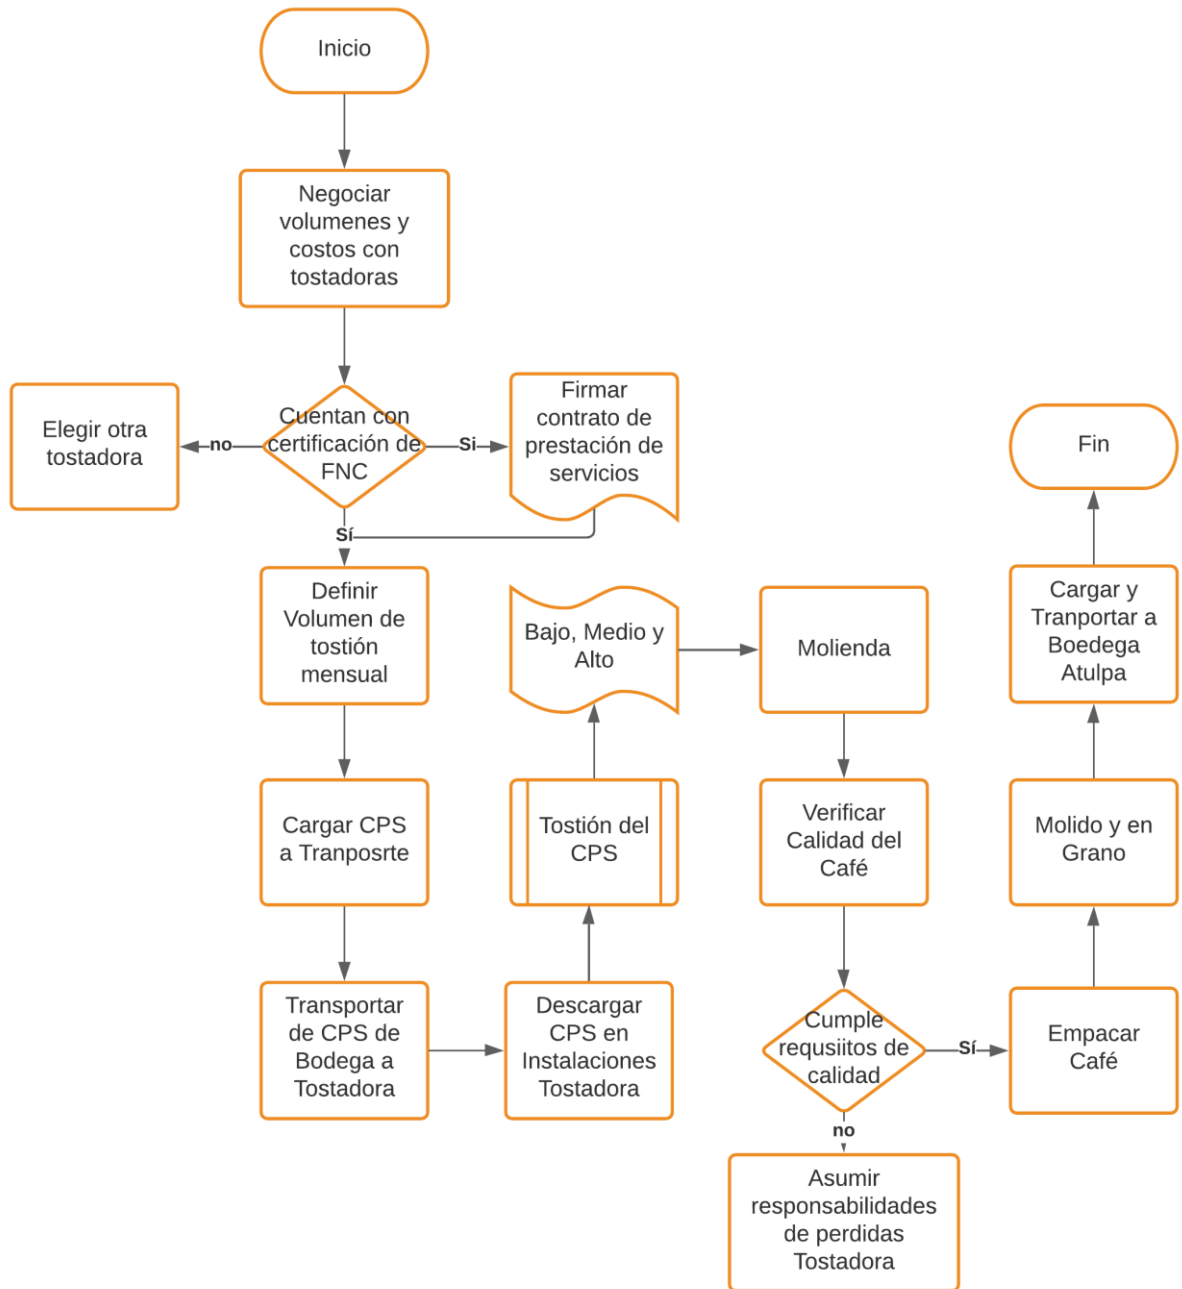 Inicio
Negociar
volumenes y
costos con
tostadoras
Cuentan con
certificación de
FNC
no
Elegir otra
tostadora
Si
Firmar
contrato de
prestación de
servicios
Sí
Definir
Volumen de
tostión
mensual
Cargar CPS
a Tranposrte
Transportar
de CPS de
Bodega a
Tostadora
Descargar
CPS en
Instalaciones
Tostadora
Tostión del
CPS
Bajo, Medio y
Alto
Molienda
Verificar
Calidad del
Café
Cumple
requsiitos de
calidad
no
Asumir
responsabilidades
de perdidas
Tostadora
Sí
Empacar
Café
Molido y en
Grano
Cargar y
Tranportar a
Boedega
Atulpa
Fin